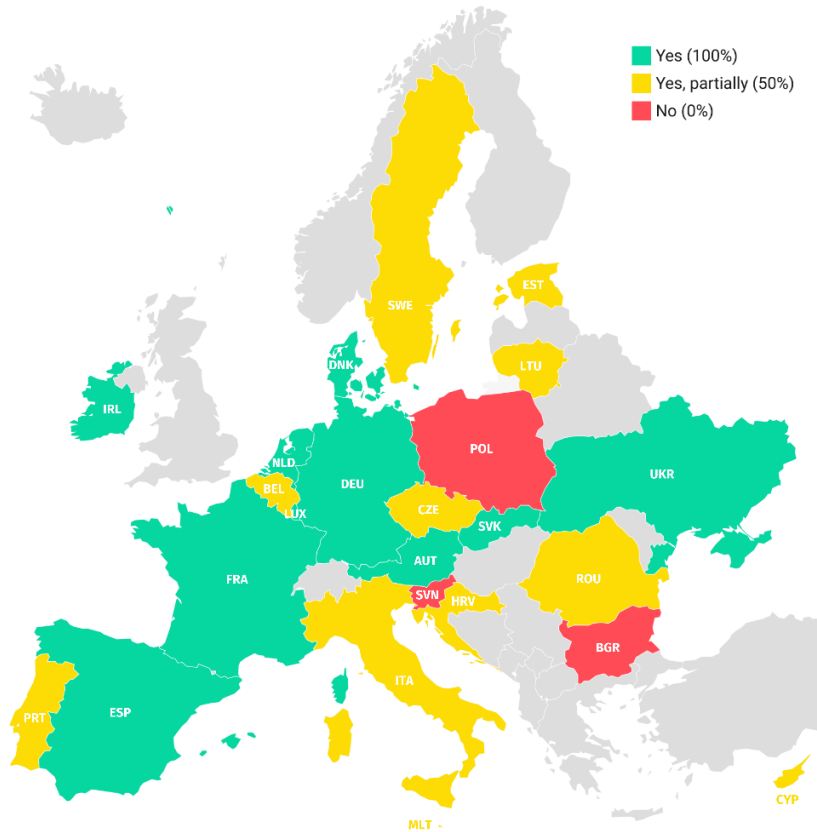 Yes (100%)
Yes, partially (50%)
No (0%)
EST
SWE
LTU
DNK
IRL
POL
NLD
UKR
DEU
BEL
CZE
LUX
SVK
AUT
FRA
ROU
SVN
HRV
BGR
ITA
ESP
PRT
CYP
MLT